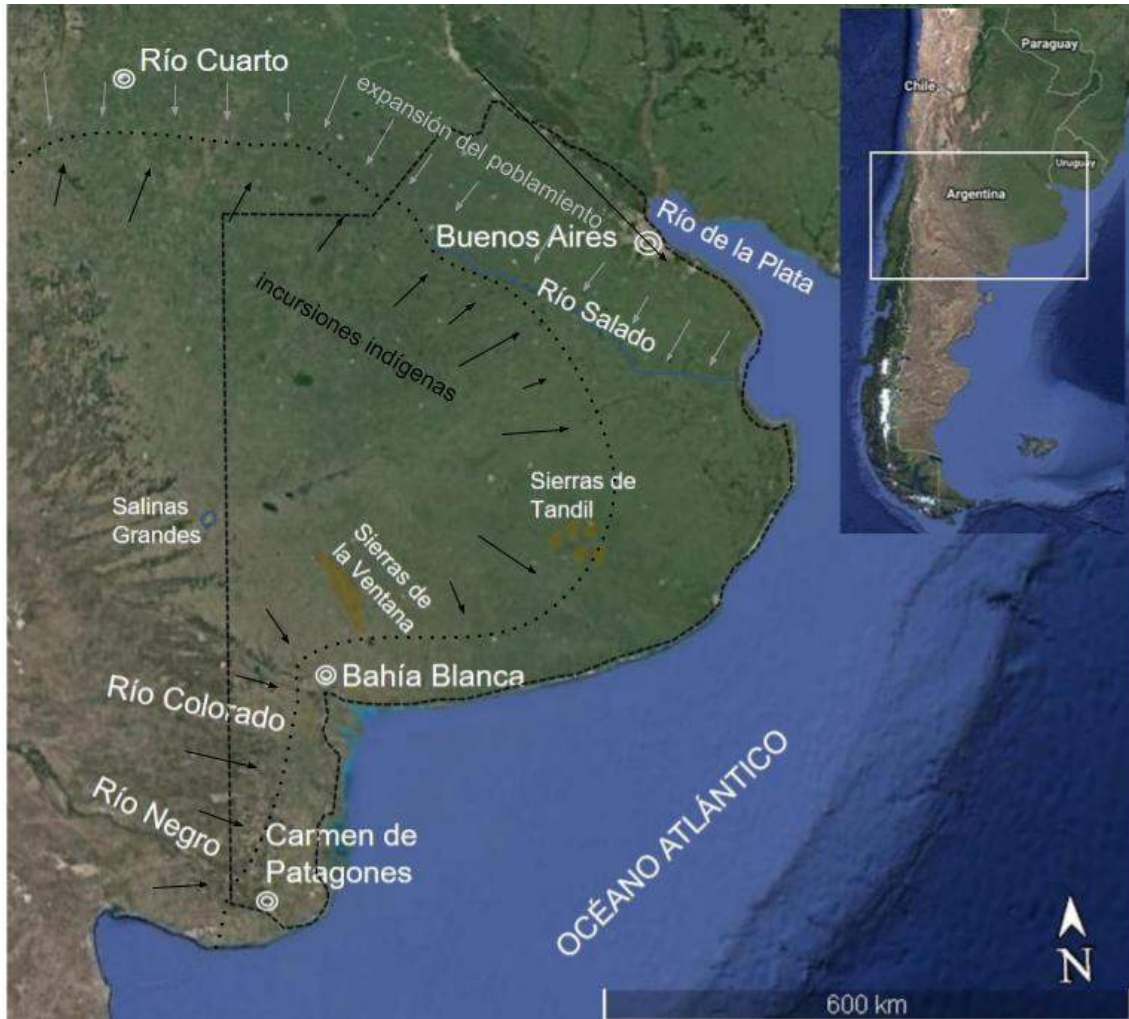 Río Cuarto
expansión del poblamiento
Buenos Aires
Río de la Plata
Río Salado
incursiones indígenas
Salinas
Grandes
Sierras de
Tandil
Sierras de
la Ventana
Bahía Blanca
Río Colorado
Río Negro
Carmen de
Patagones
OCÉANO ATLÁNTICO
N
600 km
Paraguay
Chile
Uruguay
Argentina